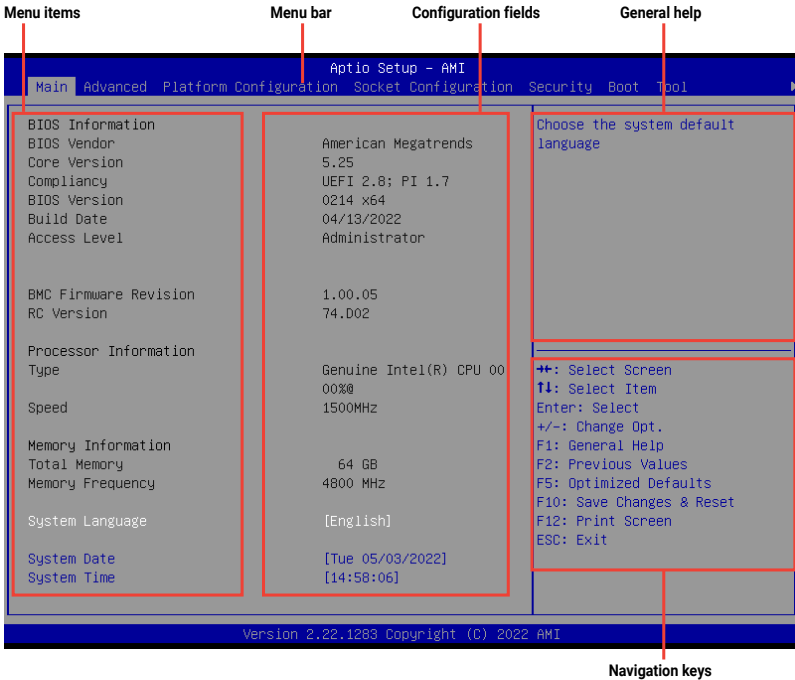 Menu items Menu bar Configuration fields General help
Aptio Setup – AMI
Main Advanced Platform Configuration Socket Configuration Security Boot Tool
BIOS Information
BIOS Vendor American Megatrends
Core Version 5.25
Compliancy UEFI 2.8; PI 1.7
BIOS Version 0214 x64
Build Date 04/13/2022
Access Level Administrator
BMC Firmware Revision 1.00.05
RC Version 74.D02
Processor Information
Type Genuine Intel(R) CPU 00
00%@
Speed 1500MHz
Memory Information
Total Memory 64 GB
Memory Frequency 4800 MHz
System Language [English]
System Date [Tue 05/03/2022]
System Time [14:58:06]
Choose the system default
language
→←: Select Screen
↑↓: Select Item
Enter: Select
+/-: Change Opt.
F1: General Help
F2: Previous Values
F5: Optimized Defaults
F10: Save Changes & Reset
F12: Print Screen
ESC: Exit
Version 2.22.1283 Copyright (C) 2022 AMI
Navigation keys